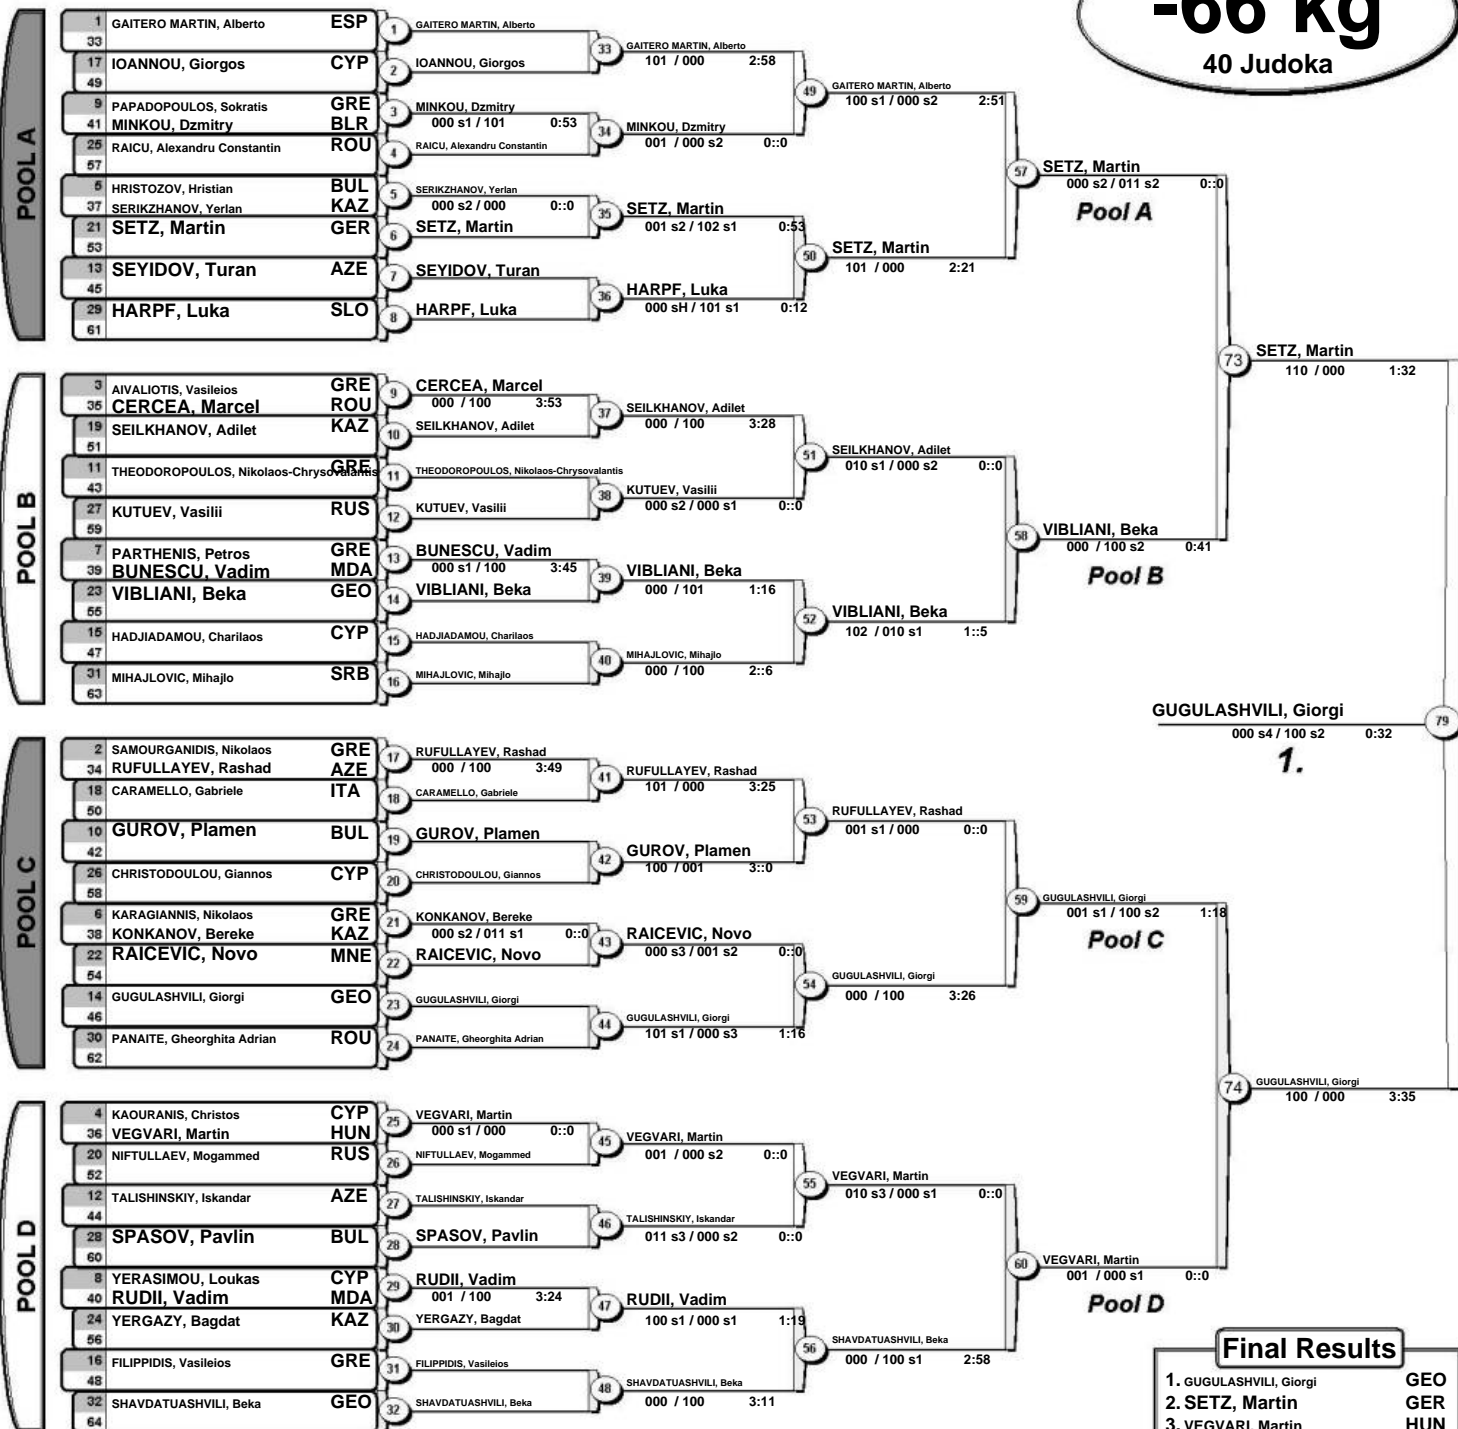 -66 kg
40 Judoka
POOL A
1 GAITERO MARTIN, Alberto ESP
33
17 IOANNOU, Giorgos CYP
49
9 PAPADOPOULOS, Sokratis GRE
41 MINKOU, Dzmitry BLR
25 RAICU, Alexandru Constantin ROU
57
5 HRISTOZOV, Hristian BUL
37 SERIKZHANOV, Yerlan KAZ
21 SETZ, Martin GER
53
13 SEYIDOV, Turan AZE
45
29 HARPF, Luka SLO
61
1 GAITERO MARTIN, Alberto
2 IOANNOU, Giorgos
3 MINKOU, Dzmitry
000 s1 / 101 0:53
4 RAICU, Alexandru Constantin
5 SERIKZHANOV, Yerlan
000 s2 / 000 0::0
6 SETZ, Martin
7 SEYIDOV, Turan
8 HARPF, Luka
33 GAITERO MARTIN, Alberto
101 / 000 2:58
34 MINKOU, Dzmitry
001 / 000 s2 0::0
35 SETZ, Martin
001 s2 / 102 s1 0:53
36 HARPF, Luka
000 sH / 101 s1 0:12
49 GAITERO MARTIN, Alberto
100 s1 / 000 s2 2:51
50 SETZ, Martin
101 / 000 2:21
57 SETZ, Martin
000 s2 / 011 s2 0::0
Pool A
POOL B
3 AIVALIOTIS, Vasileios GRE
35 CERCEA, Marcel ROU
19 SEILKHANOV, Adilet KAZ
51
11 THEODOROPOULOS, Nikolaos-Chrysovalantis GRE
43
27 KUTUEV, Vasilii RUS
59
7 PARTHENIS, Petros GRE
39 BUNESCU, Vadim MDA
23 VIBLIANI, Beka GEO
55
15 HADJIADAMOU, Charilaos CYP
47
31 MIHAJLOVIC, Mihajlo SRB
63
9 CERCEA, Marcel
000 / 100 3:53
10 SEILKHANOV, Adilet
11 THEODOROPOULOS, Nikolaos-Chrysovalantis
12 KUTUEV, Vasilii
13 BUNESCU, Vadim
000 s1 / 100 3:45
14 VIBLIANI, Beka
15 HADJIADAMOU, Charilaos
16 MIHAJLOVIC, Mihajlo
37 SEILKHANOV, Adilet
000 / 100 3:28
38 KUTUEV, Vasilii
000 s2 / 000 s1 0::0
39 VIBLIANI, Beka
000 / 101 1:16
40 MIHAJLOVIC, Mihajlo
000 / 100 2::6
51 SEILKHANOV, Adilet
010 s1 / 000 s2 0::0
52 VIBLIANI, Beka
102 / 010 s1 1::5
58 VIBLIANI, Beka
000 / 100 s2 0:41
Pool B
73 SETZ, Martin
110 / 000 1:32
GUGULASHVILI, Giorgi 79
000 s4 / 100 s2 0:32
1.
POOL C
2 SAMOURGANIDIS, Nikolaos GRE
34 RUFULLAYEV, Rashad AZE
18 CARAMELLO, Gabriele ITA
50
10 GUROV, Plamen BUL
42
26 CHRISTODOULOU, Giannos CYP
58
6 KARAGIANNIS, Nikolaos GRE
38 KONKANOV, Bereke KAZ
22 RAICEVIC, Novo MNE
54
14 GUGULASHVILI, Giorgi GEO
46
30 PANAITE, Gheorghita Adrian ROU
62
17 RUFULLAYEV, Rashad
000 / 100 3:49
18 CARAMELLO, Gabriele
19 GUROV, Plamen
20 CHRISTODOULOU, Giannos
21 KONKANOV, Bereke
000 s2 / 011 s1 0::0
22 RAICEVIC, Novo
23 GUGULASHVILI, Giorgi
24 PANAITE, Gheorghita Adrian
41 RUFULLAYEV, Rashad
101 / 000 3:25
42 GUROV, Plamen
100 / 001 3::0
43 RAICEVIC, Novo
000 s3 / 001 s2 0::0
44 GUGULASHVILI, Giorgi
101 s1 / 000 s3 1:16
53 RUFULLAYEV, Rashad
001 s1 / 000 0::0
54 GUGULASHVILI, Giorgi
000 / 100 3:26
59 GUGULASHVILI, Giorgi
001 s1 / 100 s2 1:18
Pool C
74 GUGULASHVILI, Giorgi
100 / 000 3:35
POOL D
4 KAOURANIS, Christos CYP
36 VEGVARI, Martin HUN
20 NIFTULLAEV, Mogammed RUS
52
12 TALISHINSKIY, Iskandar AZE
44
28 SPASOV, Pavlin BUL
60
8 YERASIMOU, Loukas CYP
40 RUDII, Vadim MDA
24 YERGAZY, Bagdat KAZ
56
16 FILIPPIDIS, Vasileios GRE
48
32 SHAVDATUASHVILI, Beka GEO
64
25 VEGVARI, Martin
000 s1 / 000 0::0
26 NIFTULLAEV, Mogammed
27 TALISHINSKIY, Iskandar
28 SPASOV, Pavlin
29 RUDII, Vadim
001 / 100 3:24
30 YERGAZY, Bagdat
31 FILIPPIDIS, Vasileios
32 SHAVDATUASHVILI, Beka
45 VEGVARI, Martin
001 / 000 s2 0::0
46 TALISHINSKIY, Iskandar
011 s3 / 000 s2 0::0
47 RUDII, Vadim
100 s1 / 000 s1 1:19
48 SHAVDATUASHVILI, Beka
000 / 100 3:11
55 VEGVARI, Martin
010 s3 / 000 s1 0::0
56 SHAVDATUASHVILI, Beka
000 / 100 s1 2:58
60 VEGVARI, Martin
001 / 000 s1 0::0
Pool D
Final Results
1. GUGULASHVILI, Giorgi GEO
2. SETZ, Martin GER
3. VEGVARI, Martin HUN